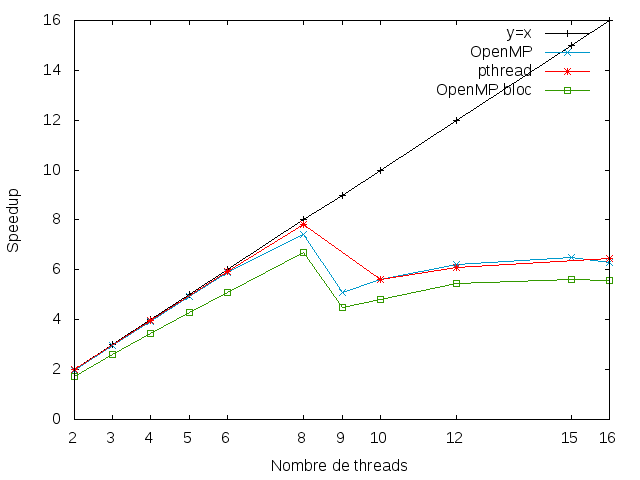 16
14
12
10
8
6
4
2
0
Speedup
y=x
OpenMP
pthread
OpenMP bloc
2 3 4 5 6 8 9 10 12 15 16
Nombre de threads